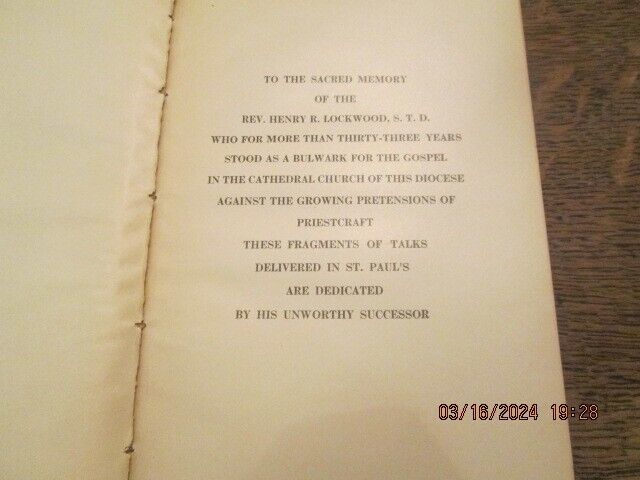 TO THE SACRED MEMORY
OF THE
REV. HENRY R. LOCKWOOD, S. T. D.
WHO FOR MORE THAN THIRTY-THREE YEARS
STOOD AS A BULWARK FOR THE GOSPEL
IN THE CATHEDRAL CHURCH OF THIS DIOCESE
AGAINST THE GROWING PRETENSIONS OF
PRIESTCRAFT
THESE FRAGMENTS OF TALKS
DELIVERED IN ST. PAUL'S
ARE DEDICATED
BY HIS UNWORTHY SUCCESSOR
03/16/2024 19:28